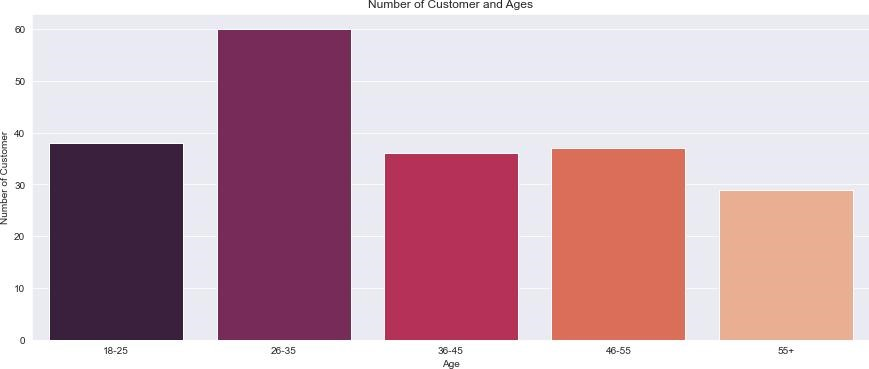 Number of Customer and Ages
Number of Customer
60
50
40
30
20
10
0
18-25 26-35 36-45 46-55 55+
Age